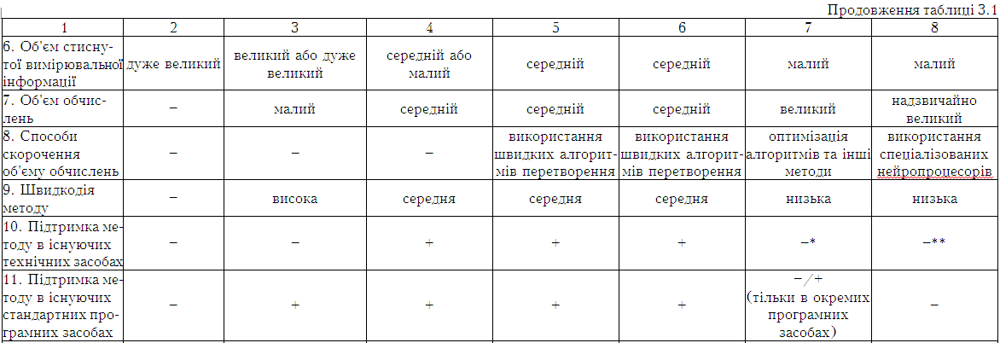 Продовження таблиці 3.1
1 2 3 4 5 6 7 8
6. Об'єм стисну-
тої вимірювальної
інформації
дуже великий
великий або дуже
великий
середній або
малий
середній
середній
малий
малий
7. Об'єм обчис-
лень
–
малий
середній
середній
середній
великий
надзвичайно
великий
8. Способи
скорочення
об'єму обчислень
–
–
–
використання
швидких алгорит-
мів перетворення
використання
швидких алгорит-
мів перетворення
оптимізація
алгоритмів та інші
методи
використання
спеціалізованих
нейропроцесорів
9. Швидкодія
методу
–
висока
середня
середня
середня
низька
низька
10. Підтримка ме-
тоду в існуючих
технічних засобах
–
–
+
+
+
–*
–**
11. Підтримка ме-
тоду в існуючих
стандартних про-
грамних засобах
–
+
+
+
+
–/+
(тільки в окремих
програмних
засобах)
–